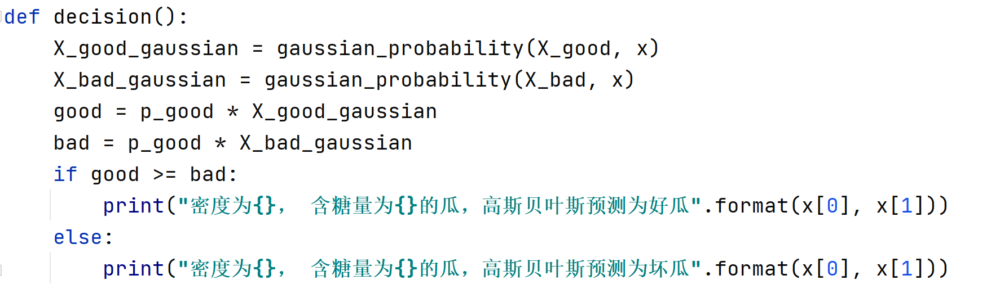 def decision():
    X_good_gaussian = gaussian_probability(X_good, x)
    X_bad_gaussian = gaussian_probability(X_bad, x)
    good = p_good * X_good_gaussian
    bad = p_good * X_bad_gaussian
    if good >= bad:
        print("密度为{}， 含糖量为{}的瓜，高斯贝叶斯预测为好瓜".format(x[0], x[1]))
    else:
        print("密度为{}， 含糖量为{}的瓜，高斯贝叶斯预测为坏瓜".format(x[0], x[1]))